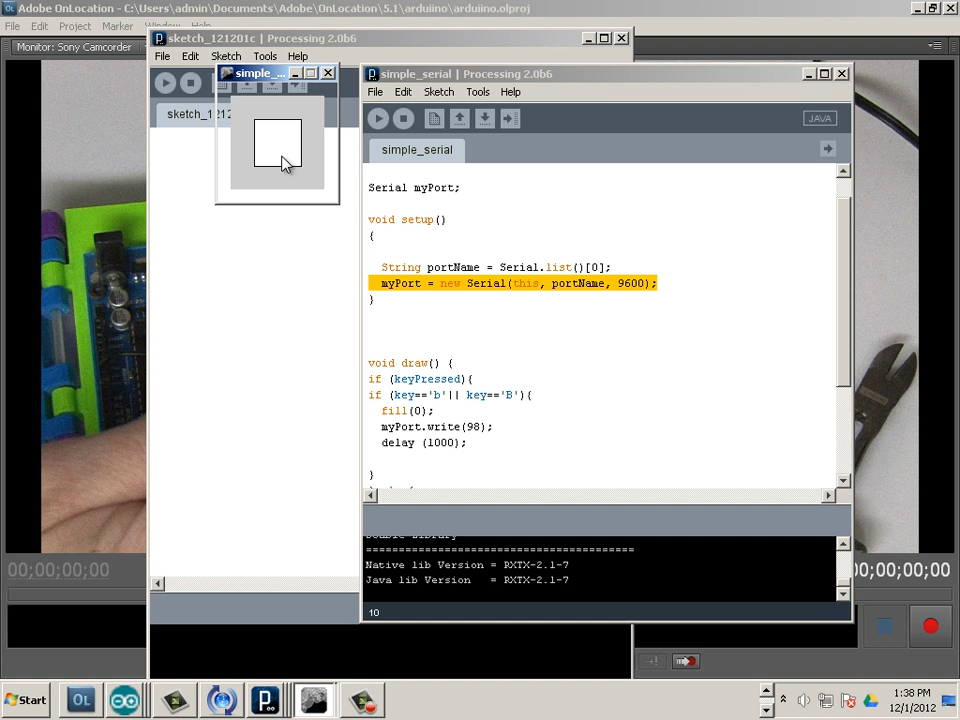 Adobe OnLocation - C:\Users\admin\Documents\Adobe\OnLocation\5.1\arduiino\arduiino.olproj
File Edit Project Marker Window Help
Monitor: Sony Camcorder
sketch_121201c | Processing 2.0b6
File Edit Sketch Tools Help
simple_...
sketch_121
simple_serial | Processing 2.0b6
File Edit Sketch Tools Help
JAVA
simple_serial
Serial myPort;
void setup()
{
String portName = Serial.list()[0];
myPort = new Serial(this, portName, 9600);
}
void draw() {
if (keyPressed){
if (key=='b'|| key=='B'){
fill(0);
myPort.write(98);
delay (1000);
}
=========================================
Native lib Version = RXTX-2.1-7
Java lib Version   = RXTX-2.1-7
10
00;00;00;00
00;00;00;00
Start
OL
1:38 PM
12/1/2012